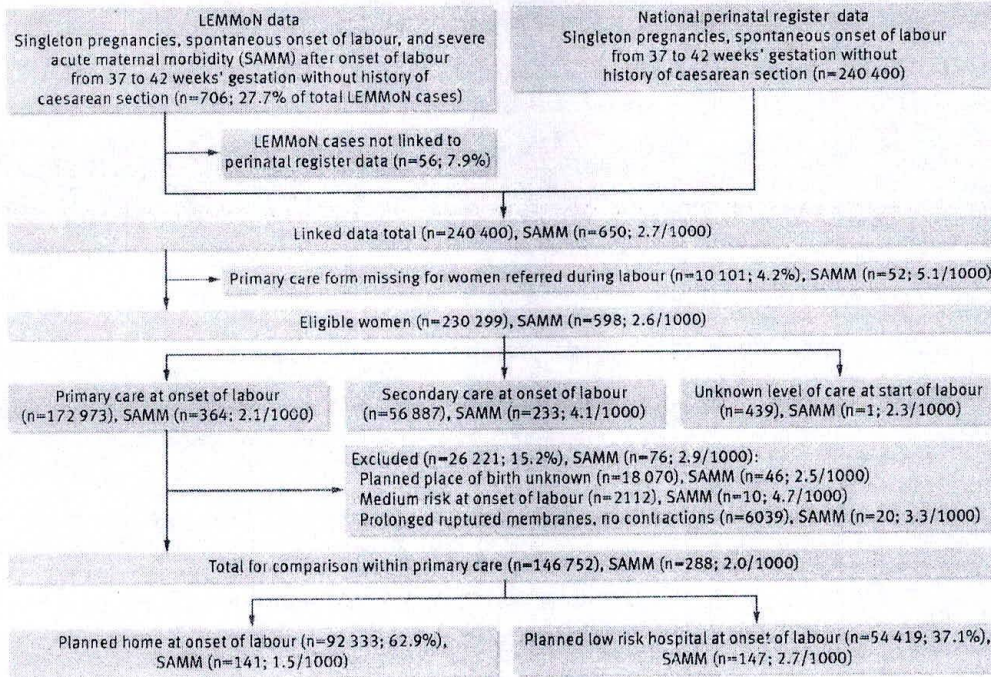 LEMMoN data
Singleton pregnancies, spontaneous onset of labour, and severe
acute maternal morbidity (SAMM) after onset of labour
from 37 to 42 weeks' gestation without history of
caesarean section (n=706; 27.7% of total LEMMoN cases)
National perinatal register data
Singleton pregnancies, spontaneous onset of labour
from 37 to 42 weeks' gestation without
history of caesarean section (n=240 400)
LEMMoN cases not linked to
perinatal register data (n=56; 7.9%)
Linked data total (n=240 400), SAMM (n=650; 2.7/1000)
Primary care form missing for women referred during labour (n=10 101; 4.2%), SAMM (n=52; 5.1/1000)
Eligible women (n=230 299), SAMM (n=598; 2.6/1000)
Primary care at onset of labour
(n=172 973), SAMM (n=364; 2.1/1000)
Secondary care at onset of labour
(n=56 887), SAMM (n=233; 4.1/1000)
Unknown level of care at start of labour
(n=439), SAMM (n=1; 2.3/1000)
Excluded (n=26 221; 15.2%), SAMM (n=76; 2.9/1000):
Planned place of birth unknown (n=18 070), SAMM (n=46; 2.5/1000)
Medium risk at onset of labour (n=2112), SAMM (n=10; 4.7/1000)
Prolonged ruptured membranes, no contractions (n=6039), SAMM (n=20; 3.3/1000)
Total for comparison within primary care (n=146 752), SAMM (n=288; 2.0/1000)
Planned home at onset of labour (n=92 333; 62.9%),
SAMM (n=141; 1.5/1000)
Planned low risk hospital at onset of labour (n=54 419; 37.1%),
SAMM (n=147; 2.7/1000)